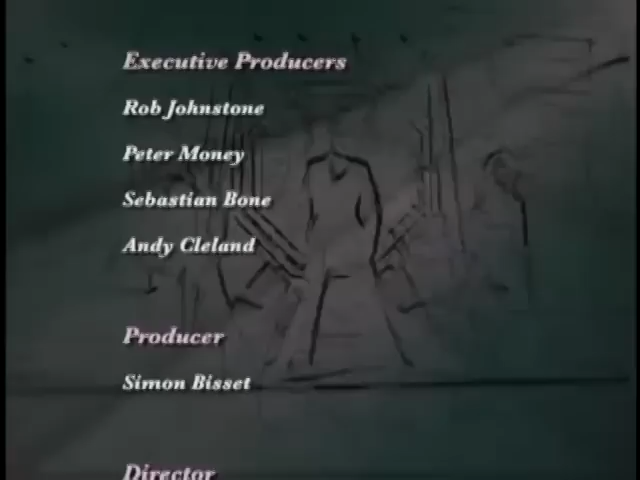 Executive Producers
Rob Johnstone
Peter Money
Sebastian Bone
Andy Cleland
Producer
Simon Bisset
Director